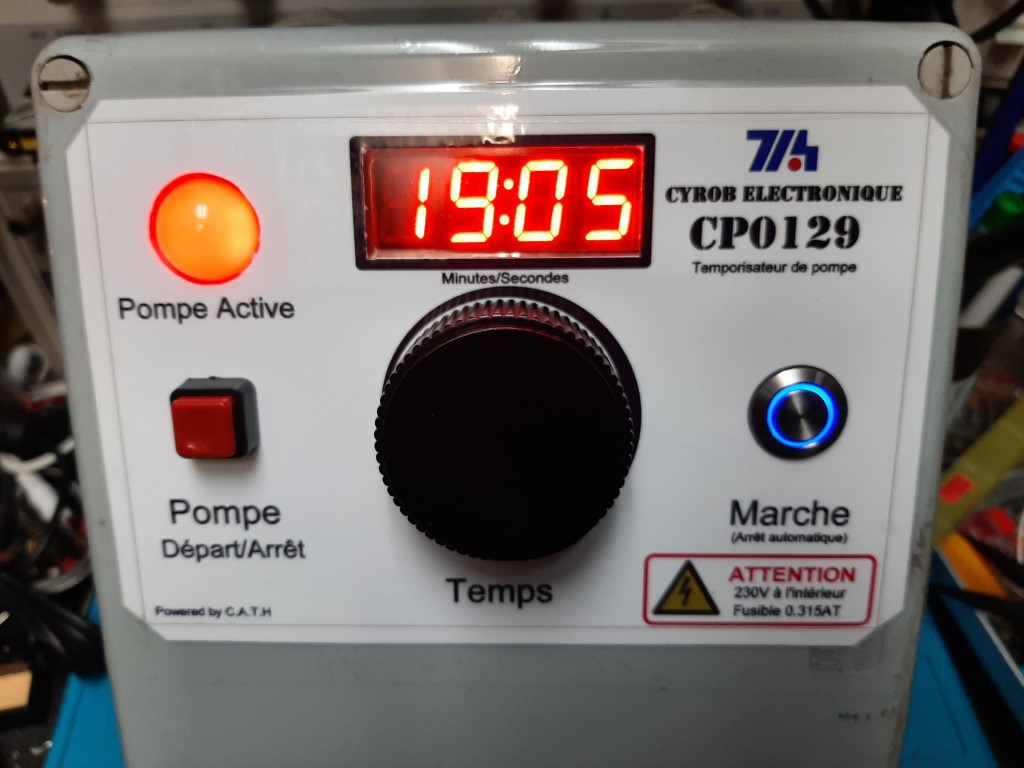 19:05
Minutes/Secondes
CYROB ELECTRONIQUE
CP0129
Temporisateur de pompe
Pompe Active
Pompe
Départ/Arrêt
Temps
Marche
(Arrêt automatique)
ATTENTION
230V à l'intérieur
Fusible 0.315AT
Powered by C.A.T.H